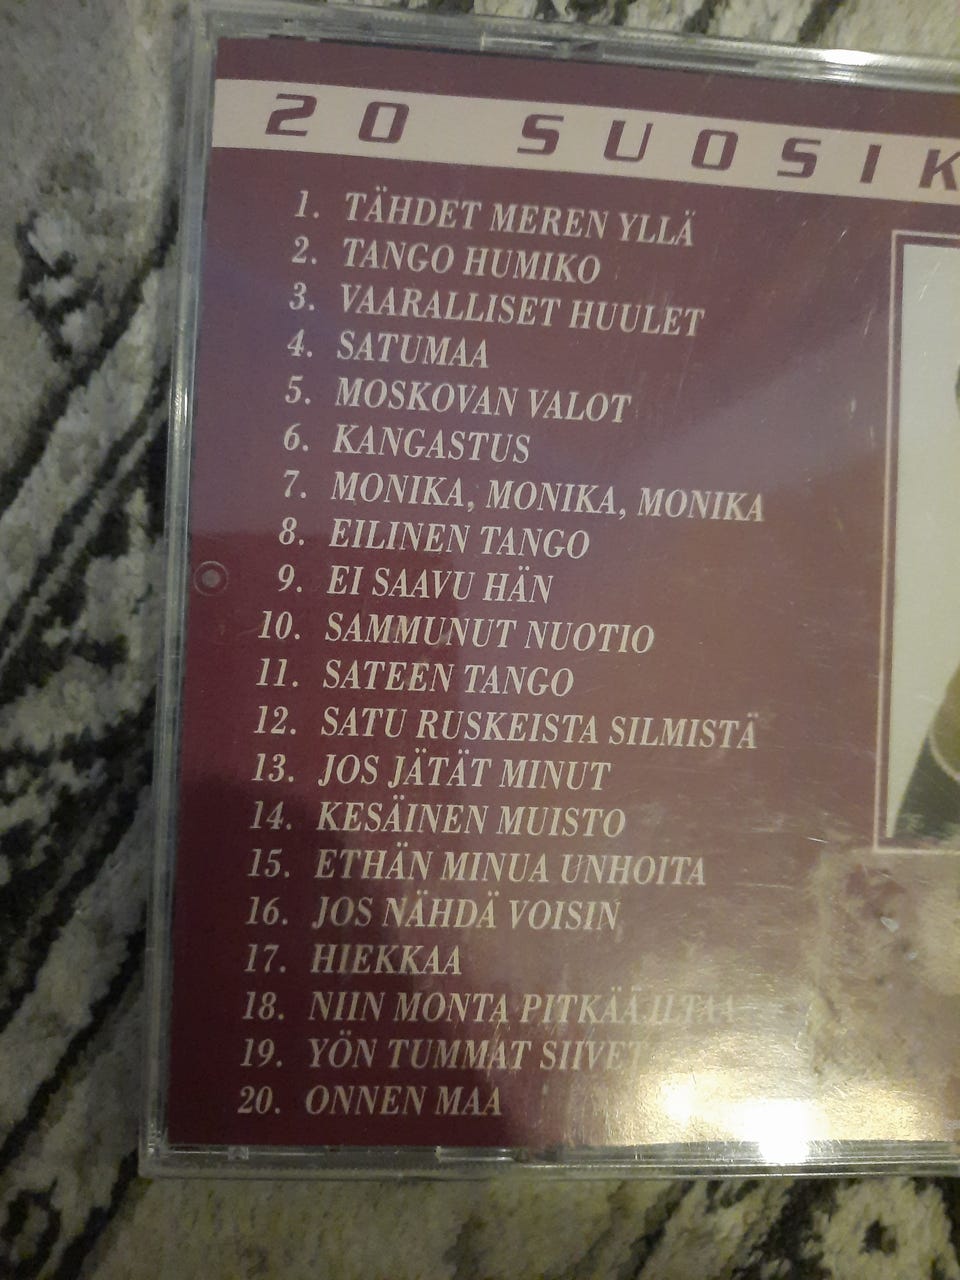 20 SUOSIK
1. TÄHDET MEREN YLLÄ
2. TANGO HUMIKO
3. VAARALLISET HUULET
4. SATUMAA
5. MOSKOVAN VALOT
6. KANGASTUS
7. MONIKA, MONIKA, MONIKA
8. EILINEN TANGO
9. EI SAAVU HÄN
10. SAMMUNUT NUOTIO
11. SATEEN TANGO
12. SATU RUSKEISTA SILMISTÄ
13. JOS JÄTÄT MINUT
14. KESÄINEN MUISTO
15. ETHÄN MINUA UNHOITA
16. JOS NÄHDÄ VOISIN
17. HIEKKAA
18. NIIN MONTA PITKÄÄ ILTAA
19. YÖN TUMMAT SIIVET
20. ONNEN MAA